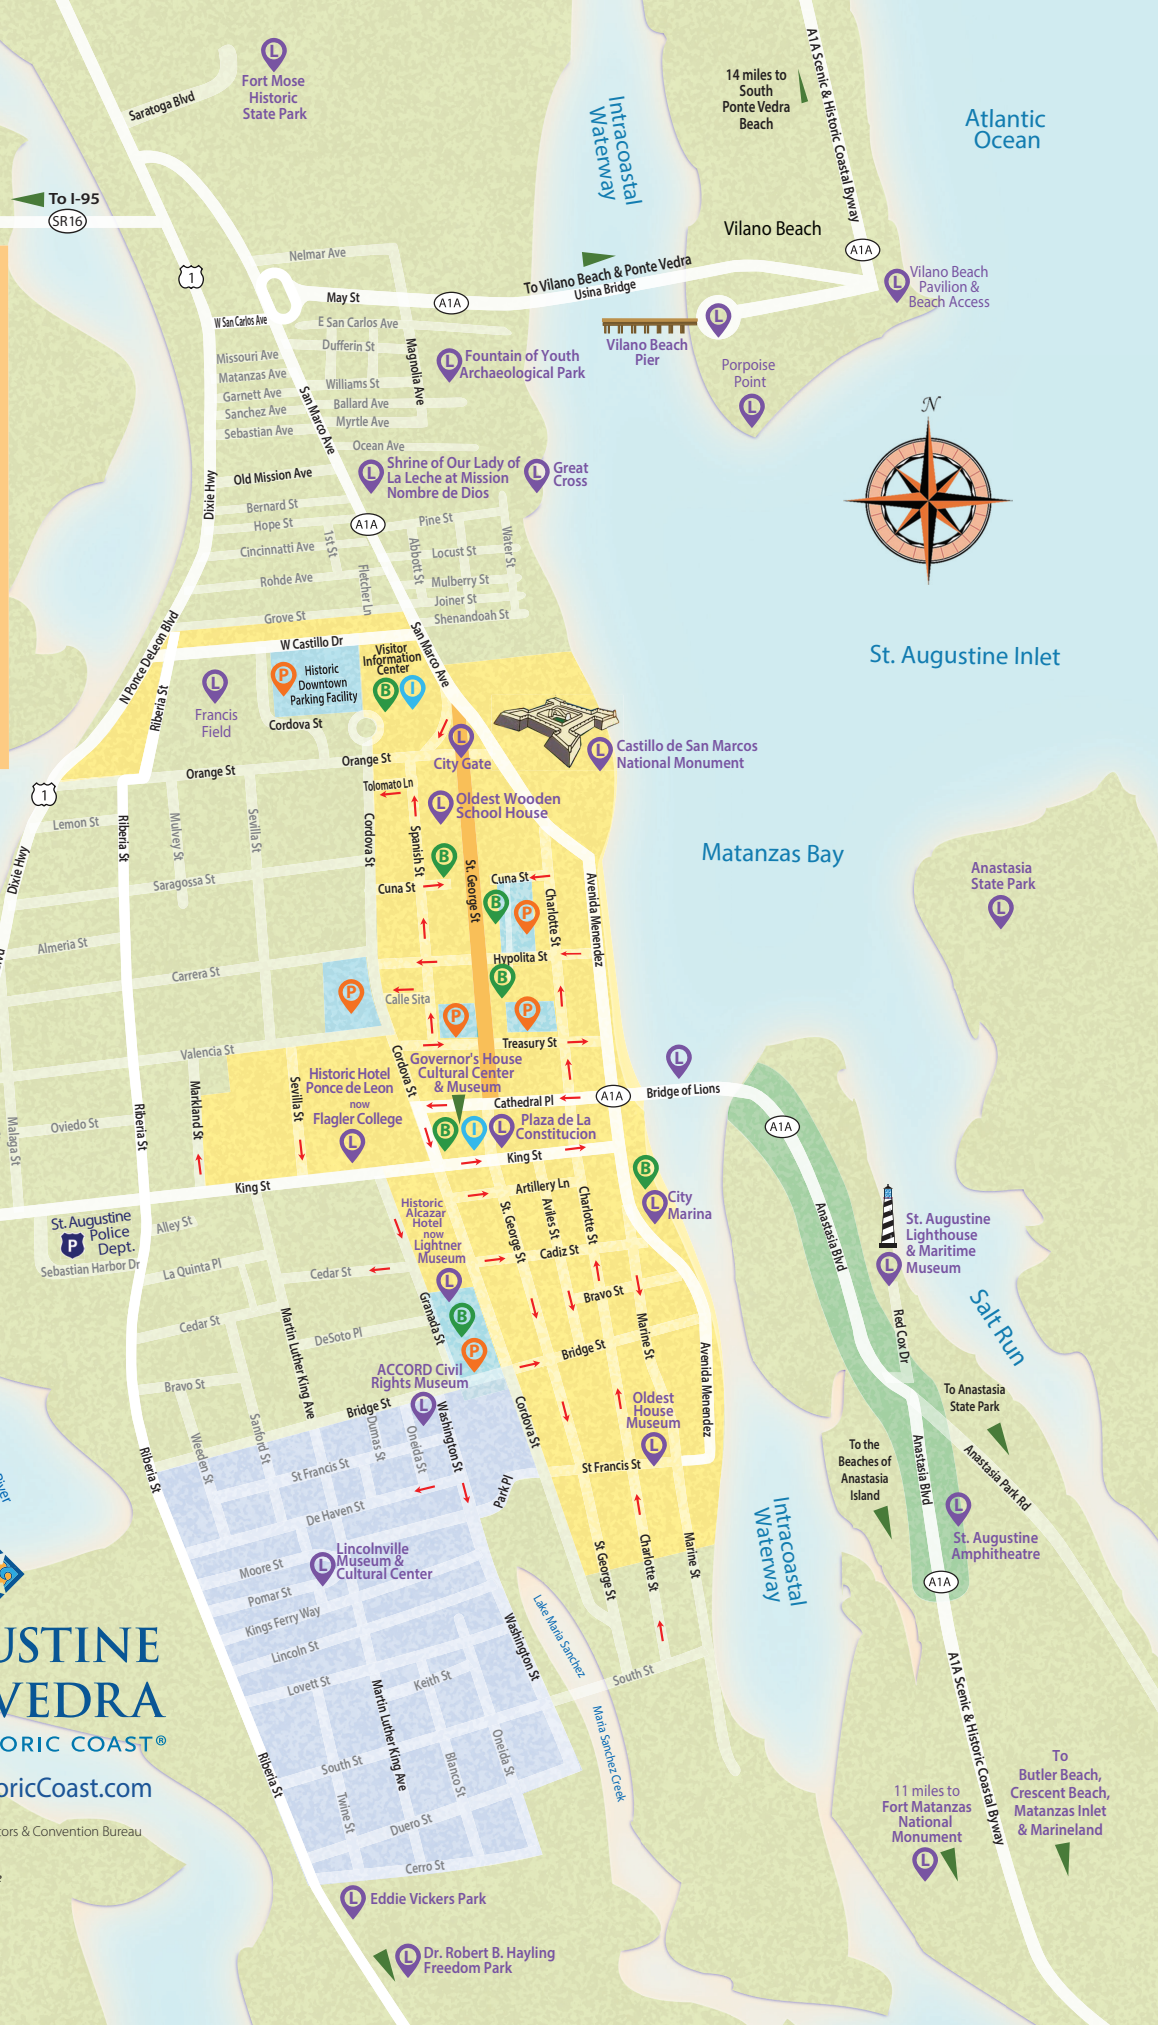 L
Fort Mose
Historic
State Park
Saratoga Blvd
14 miles to
South
Ponte Vedra
Beach
A1A Scenic & Historic Coastal Byway
Intracoastal
Waterway
Atlantic
Ocean
To I-95
SR16
1
Nelmar Ave
Vilano Beach
A1A
To Vilano Beach & Ponte Vedra
Usina Bridge
L
Vilano Beach
Pavilion &
Beach Access
May St
A1A
W San Carlos Ave
E San Carlos Ave
L
Vilano Beach
Pier
Dufferin St
Missouri Ave
Matanzas Ave
Garnett Ave
Sanchez Ave
Sebastian Ave
Magnolia Ave
L
Fountain of Youth
Archaeological Park
Porpoise
Point
L
Williams St
Ballard Ave
Myrtle Ave
San Marco Ave
N
Ocean Ave
Old Mission Ave
L
Shrine of Our Lady of
La Leche at Mission
Nombre de Dios
L
Great
Cross
Dixie Hwy
Bernard St
Hope St
A1A
Pine St
Cincinnatti Ave
1st St
Abbott St
Locust St
Water St
Rohde Ave
Fletcher Ln
Mulberry St
Joiner St
Shenandoah St
Grove St
N Ponce DeLeon Blvd
W Castillo Dr
San Marco Ave
St. Augustine Inlet
Visitor
Information
Center
P
Historic
Downtown
Parking Facility
B
I
L
Francis
Field
Riberia St
Cordova St
L
City Gate
L
Castillo de San Marcos
National Monument
Orange St
Orange St
Tolomato Ln
1
L
Oldest Wooden
School House
Lemon St
Riberia St
Mulvey St
Sevilla St
Cordova St
Spanish St
B
St. George St
Matanzas Bay
Dixie Hwy
Saragossa St
Cuna St
Cuna St
B
P
Charlotte St
Avenida Menendez
Anastasia
State Park
L
Almeria St
Hypolita St
Carrera St
P
Calle Sita
B
P
P
Treasury St
Valencia St
Cordova St
Governor's House
Cultural Center
& Museum
L
Historic Hotel
Ponce de Leon
now
Flagler College
L
Markland St
Sevilla St
Riberia St
Cathedral Pl
A1A
Bridge of Lions
A1A
B
I
L
Plaza de La
Constitucion
Oviedo St
Malaga St
King St
King St
B
L
City
Marina
Artillery Ln
Historic
Alcazar
Hotel
now
Lightner
Museum
L
St. George St
Aviles St
Charlotte St
Cadiz St
Anastasia Blvd
St. Augustine
Lighthouse
& Maritime
Museum
L
St. Augustine
Police
Dept.
P
Alley St
Sebastian Harbor Dr
La Quinta Pl
Cedar St
Granada St
B
P
Bravo St
Marine St
Salt Run
Red Cox Dr
Cedar St
Martin Luther King Ave
DeSoto Pl
Bridge St
Avenida Menendez
ACCORD Civil
Rights Museum
L
Bravo St
Bridge St
Washington St
Cordova St
Oldest
House
Museum
L
To Anastasia
State Park
Weeden St
Sanford St
Dumas St
Oneida St
Riberia St
St Francis St
St Francis St
To the
Beaches of
Anastasia
Island
Anastasia Blvd
Anastasia Park Rd
L
St. Augustine
Amphitheatre
Park Pl
De Haven St
River
Intracoastal
Waterway
L
Lincolnville
Museum &
Cultural Center
Moore St
Pomar St
Kings Ferry Way
Lincoln St
Lovett St
St George St
Charlotte St
Marine St
A1A
Lake Maria Sanchez
Washington St
USTINE
VEDRA
ORIC COAST®
oricCoast.com
tors & Convention Bureau
Martin Luther King Ave
Keith St
South St
A1A Scenic & Historic Coastal Byway
Maria Sanchez Creek
Riberia St
South St
Twine St
Blanco St
Oneida St
Duero St
Cerro St
To
Butler Beach,
Crescent Beach,
Matanzas Inlet
& Marineland
11 miles to
Fort Matanzas
National
Monument
L
L
Eddie Vickers Park
L
Dr. Robert B. Hayling
Freedom Park